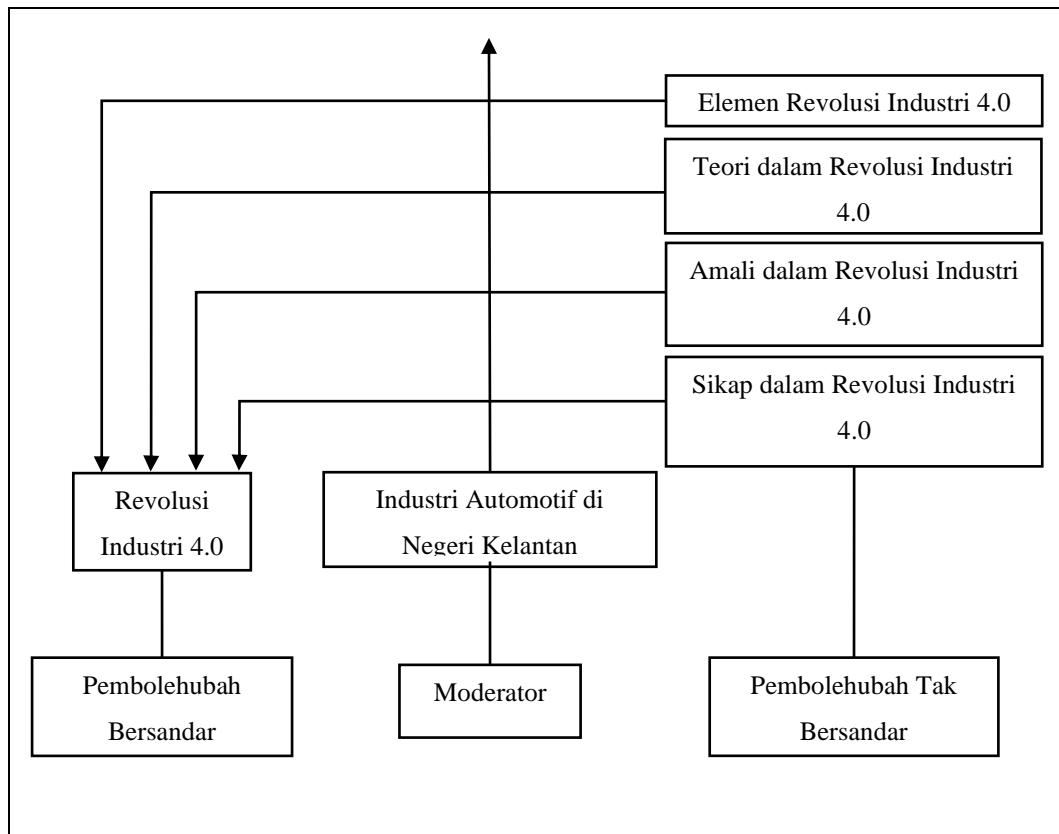 Elemen Revolusi Industri 4.0
Teori dalam Revolusi Industri
4.0
Amali dalam Revolusi Industri
4.0
Sikap dalam Revolusi Industri
4.0
Revolusi
Industri 4.0
Industri Automotif di
Negeri Kelantan
Pembolehubah
Bersandar
Moderator
Pembolehubah Tak
Bersandar